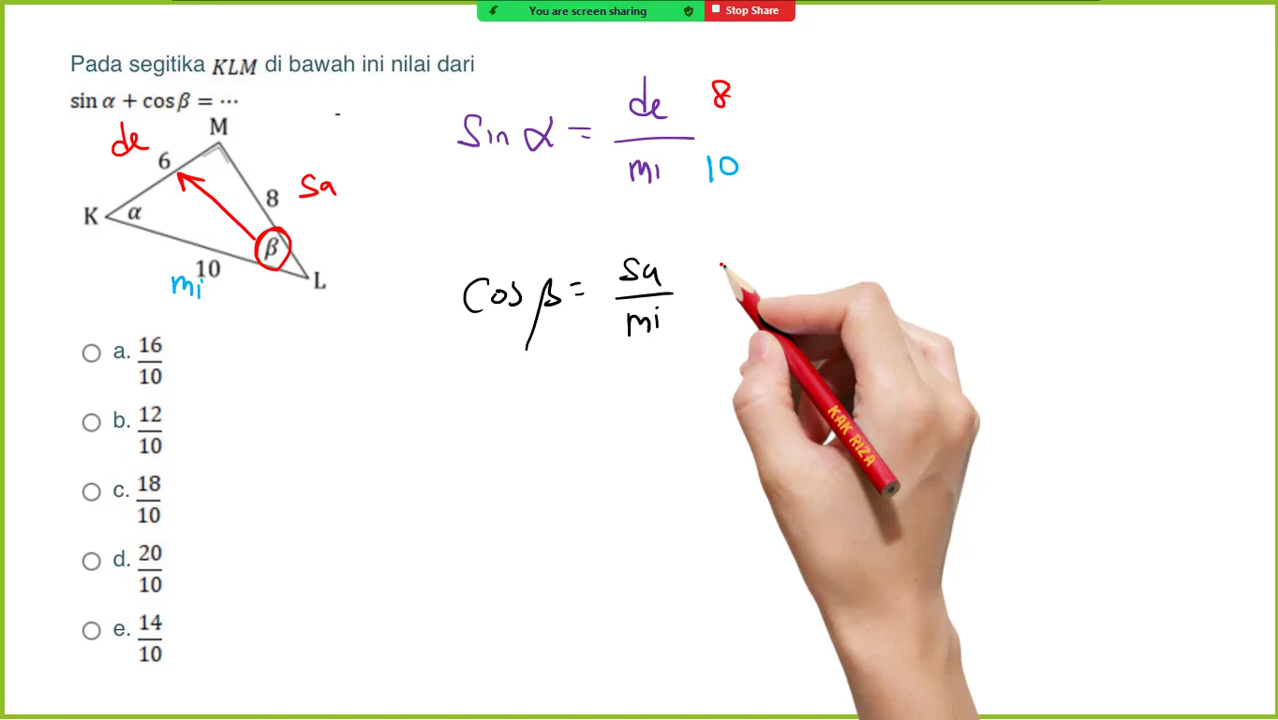 You are screen sharing Stop Share
Pada segitika KLM di bawah ini nilai dari
sin α + cos β = ...
de
M
6
8
sa
K
α
β
10
L
mi
a. 16/10
b. 12/10
c. 18/10
d. 20/10
e. 14/10
Sin α = de/mi 8/10
Cos β = sa/mi
KAK RIZA